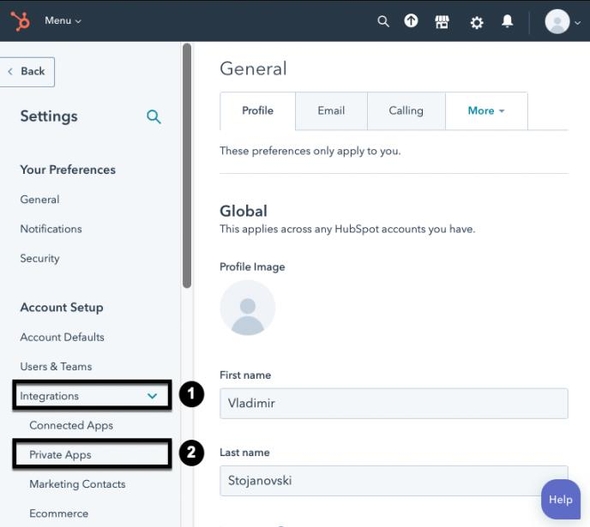 Menu
Back
Settings
Your Preferences
General
Notifications
Security
Account Setup
Account Defaults
Users & Teams
Integrations
1
Connected Apps
Private Apps
2
Marketing Contacts
Ecommerce
General
Profile
Email
Calling
More
These preferences only apply to you.
Global
This applies across any HubSpot accounts you have.
Profile Image
First name
Vladimir
Last name
Stojanovski
Help